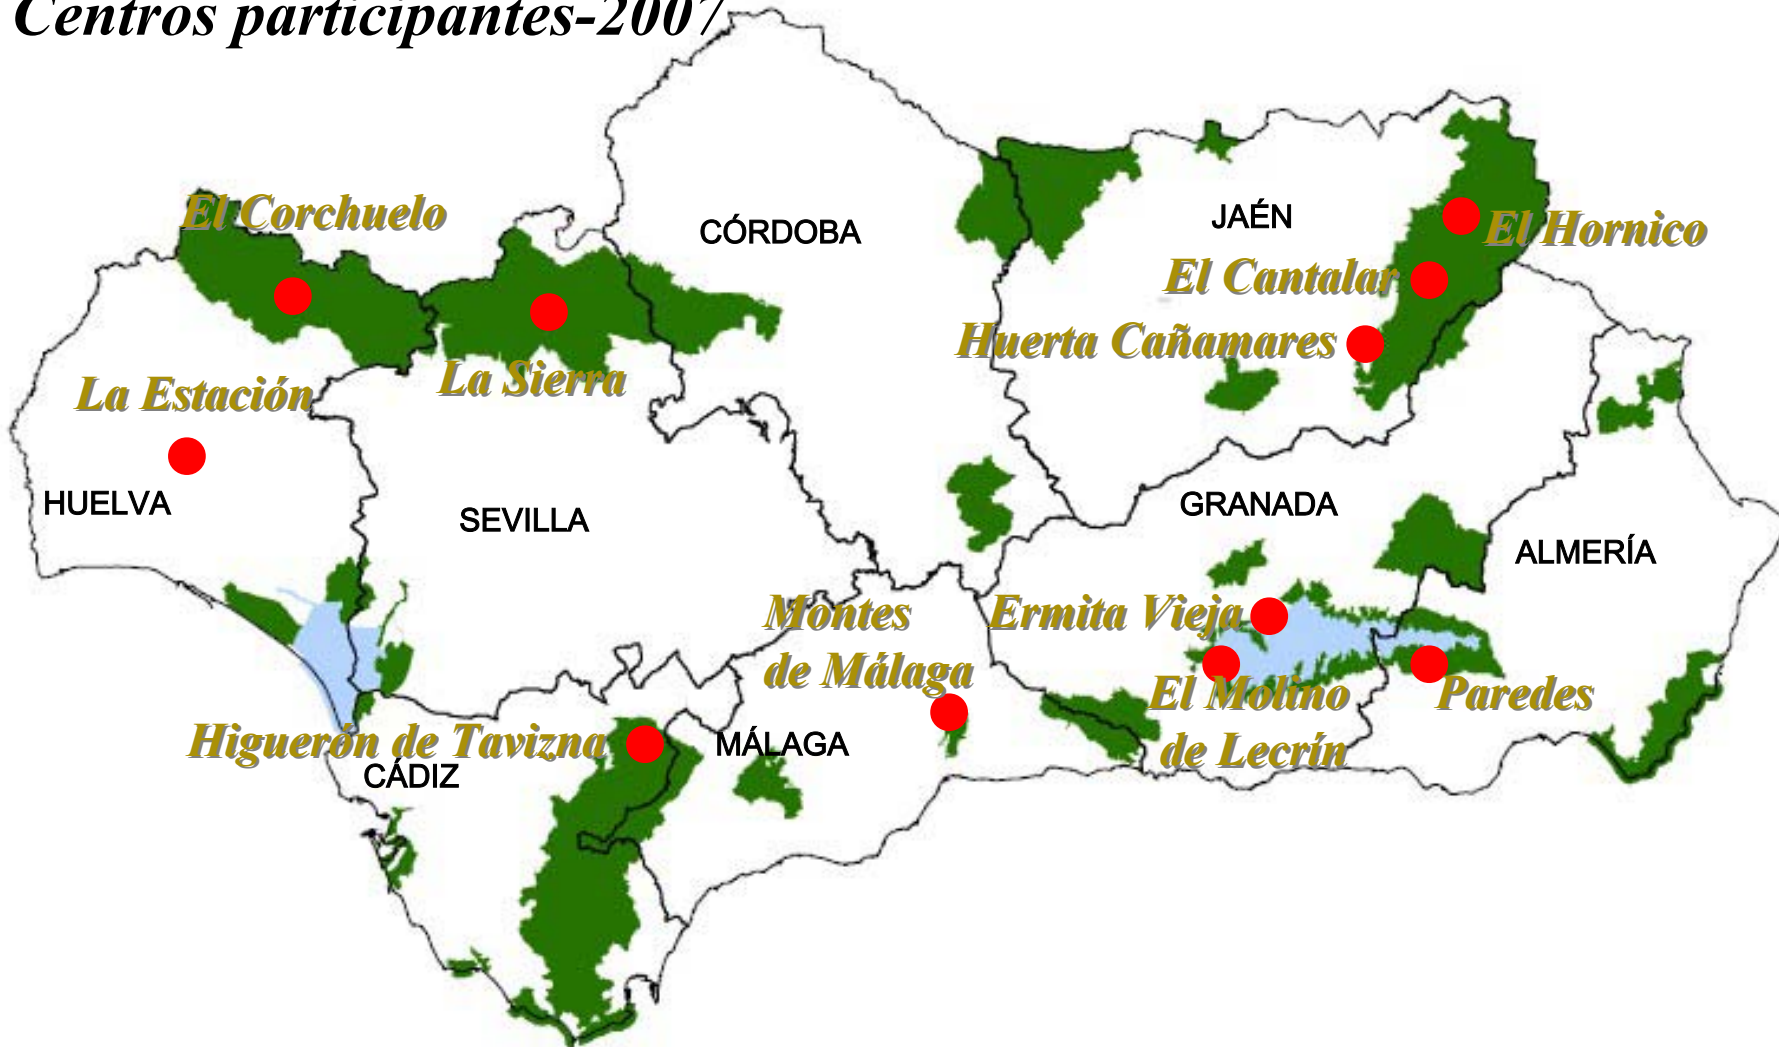 Centros participantes-2007
El Corchuelo
CÓRDOBA
JAÉN
El Hornico
El Cantalar
Huerta Cañamares
La Sierra
La Estación
HUELVA
SEVILLA
GRANADA
ALMERÍA
Montes
de Málaga
Ermita Vieja
El Molino
de Lecrín
Paredes
Higuerón de Tavizna
MÁLAGA
CÁDIZ